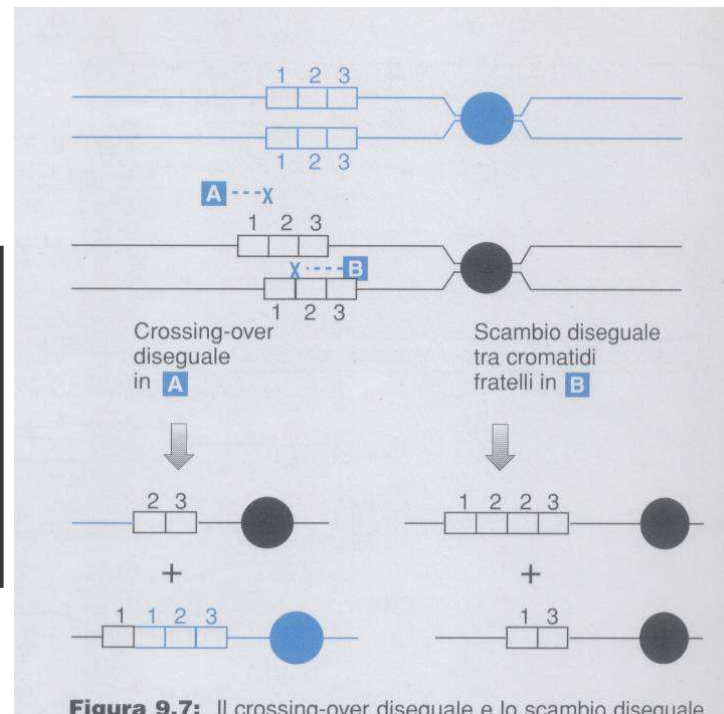 1 2 3
1 2 3
A X
1 2 3
X B
1 2 3
Crossing-over
diseguale
in A
Scambio diseguale
tra cromatidi
fratelli in B
2 3
1 2 2 3
+
+
1 1 2 3
1 3
Figura 9.7: Il crossing-over diseguale e lo scambio diseguale